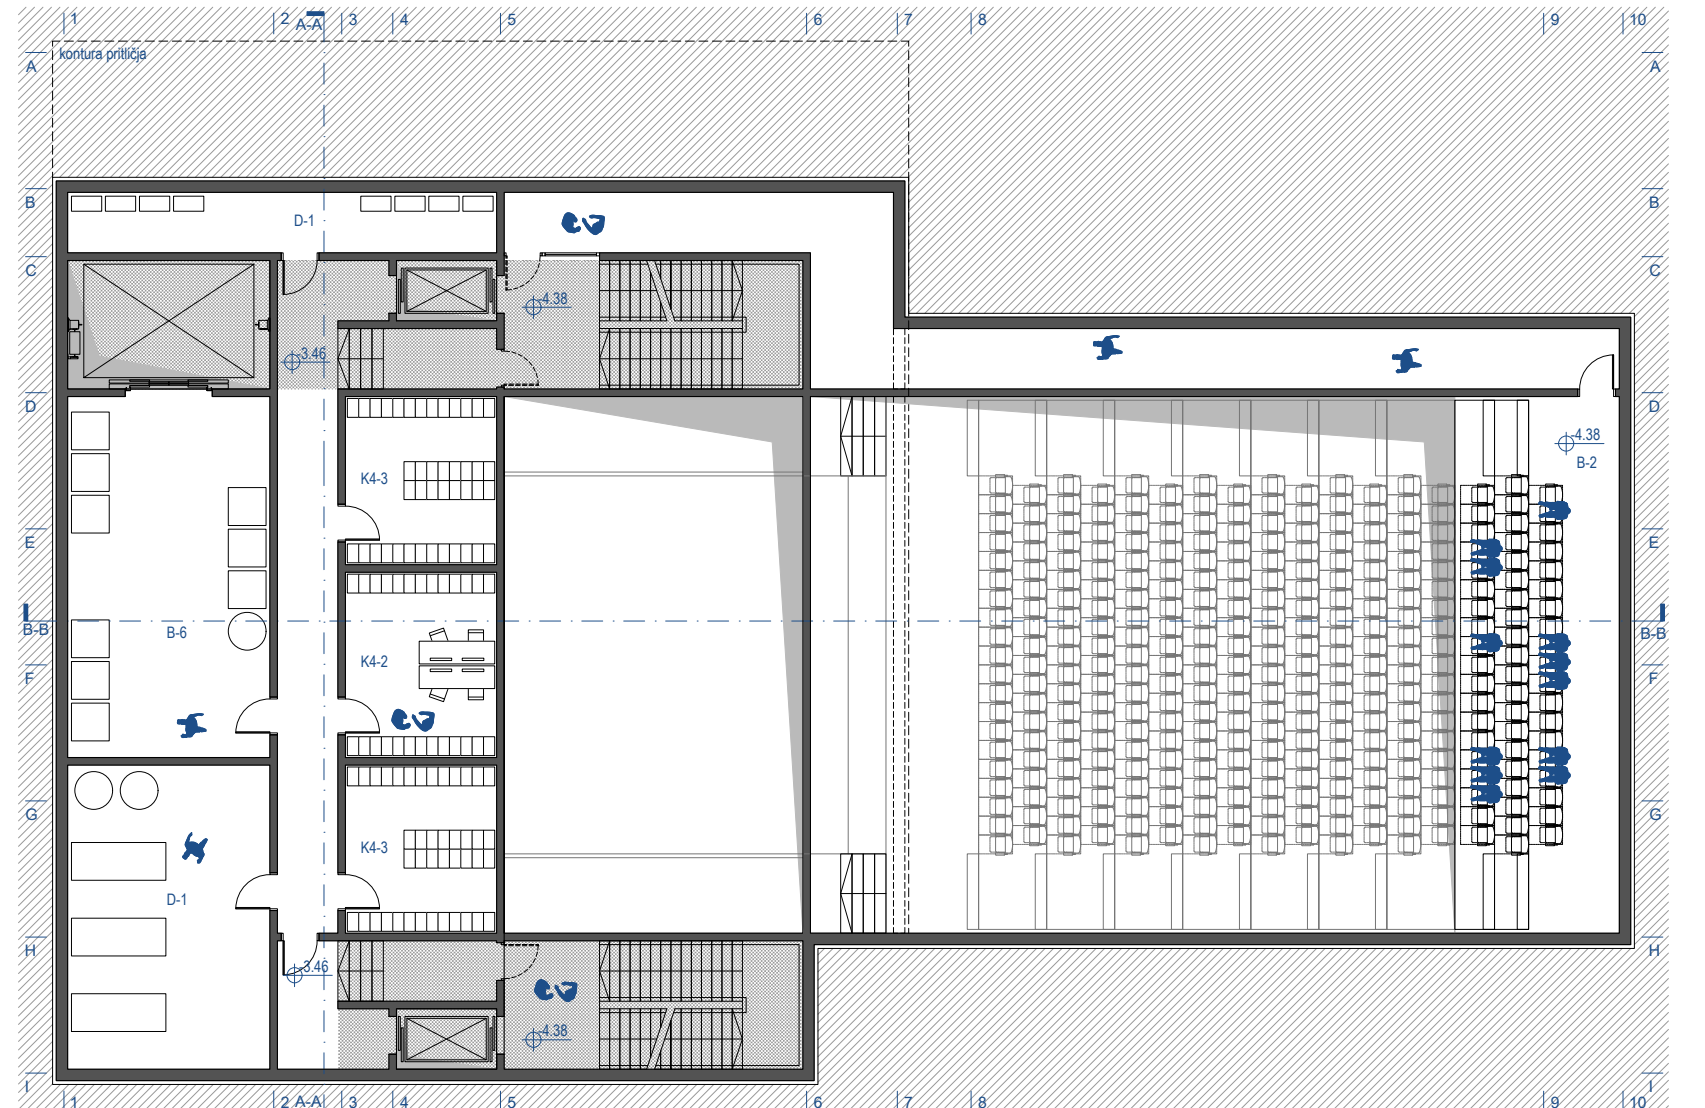 1 2 A-A 3 4 5 6 7 8 9 10
kontura pritličja
A A
B B
D-1
C C
-4.38
-3.46
D D
-4.38
B-2
K4-3
E E
B-B B-B
B-6
K4-2
F F
G G
K4-3
D-1
H H
-3.46
-4.38
I I
1 2 A-A 3 4 5 6 7 8 9 10